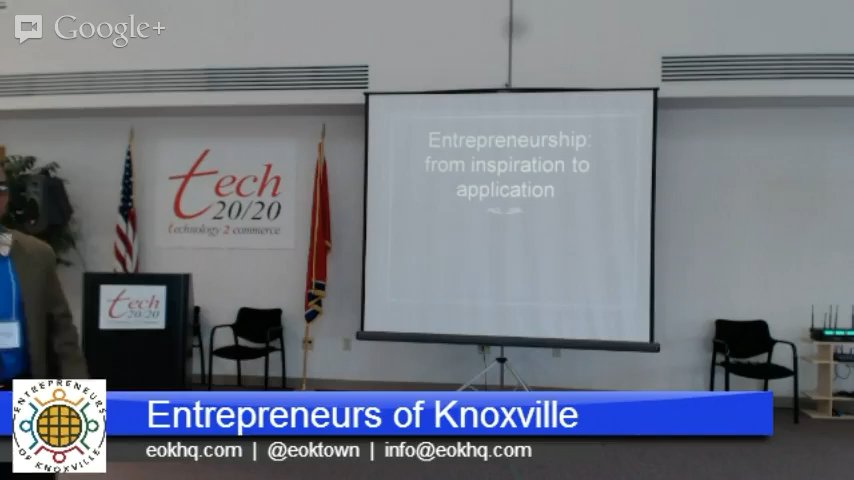 Google+
Entrepreneurship:
from inspiration to
application
tech
20/20
technology 2 commerce
tech
20/20
ENTREPRENEURS
OF KNOXVILLE
Entrepreneurs of Knoxville
eokhq.com | @eoktown | info@eokhq.com